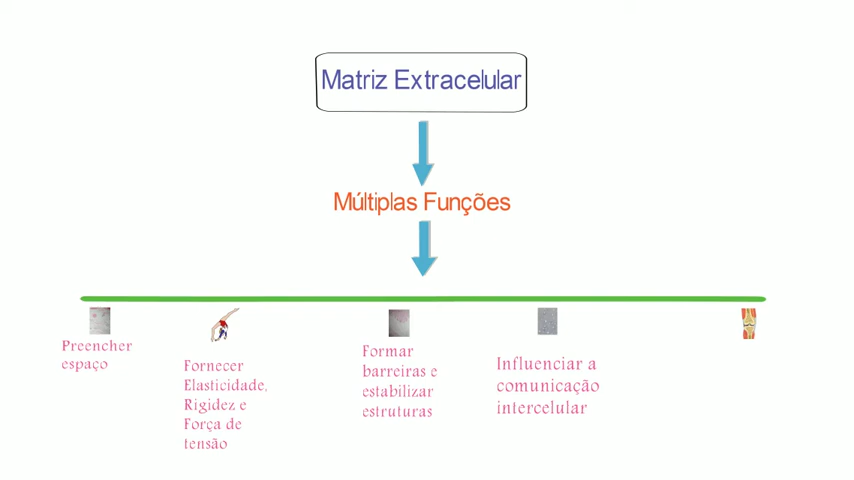 Matriz Extracelular
Múltiplas Funções
Preencher
espaço
Fornecer
Elasticidade,
Rigidez e
Força de
tensão
Formar
barreiras e
estabilizar
estruturas
Influenciar a
comunicação
intercelular